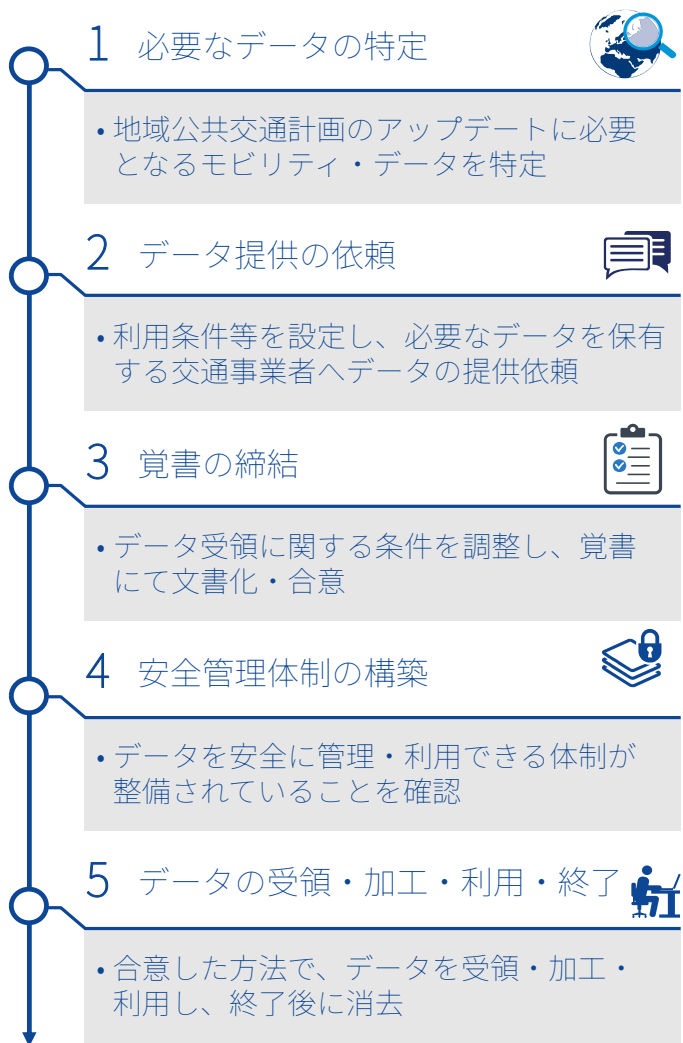 1 必要なデータの特定
• 地域公共交通計画のアップデートに必要
となるモビリティ・データを特定
2 データ提供の依頼
• 利用条件等を設定し、必要なデータを保有
する交通事業者へデータの提供依頼
3 覚書の締結
• データ受領に関する条件を調整し、覚書
にて文書化・合意
4 安全管理体制の構築
• データを安全に管理・利用できる体制が
整備されていることを確認
5 データの受領・加工・利用・終了
• 合意した方法で、データを受領・加工・
利用し、終了後に消去